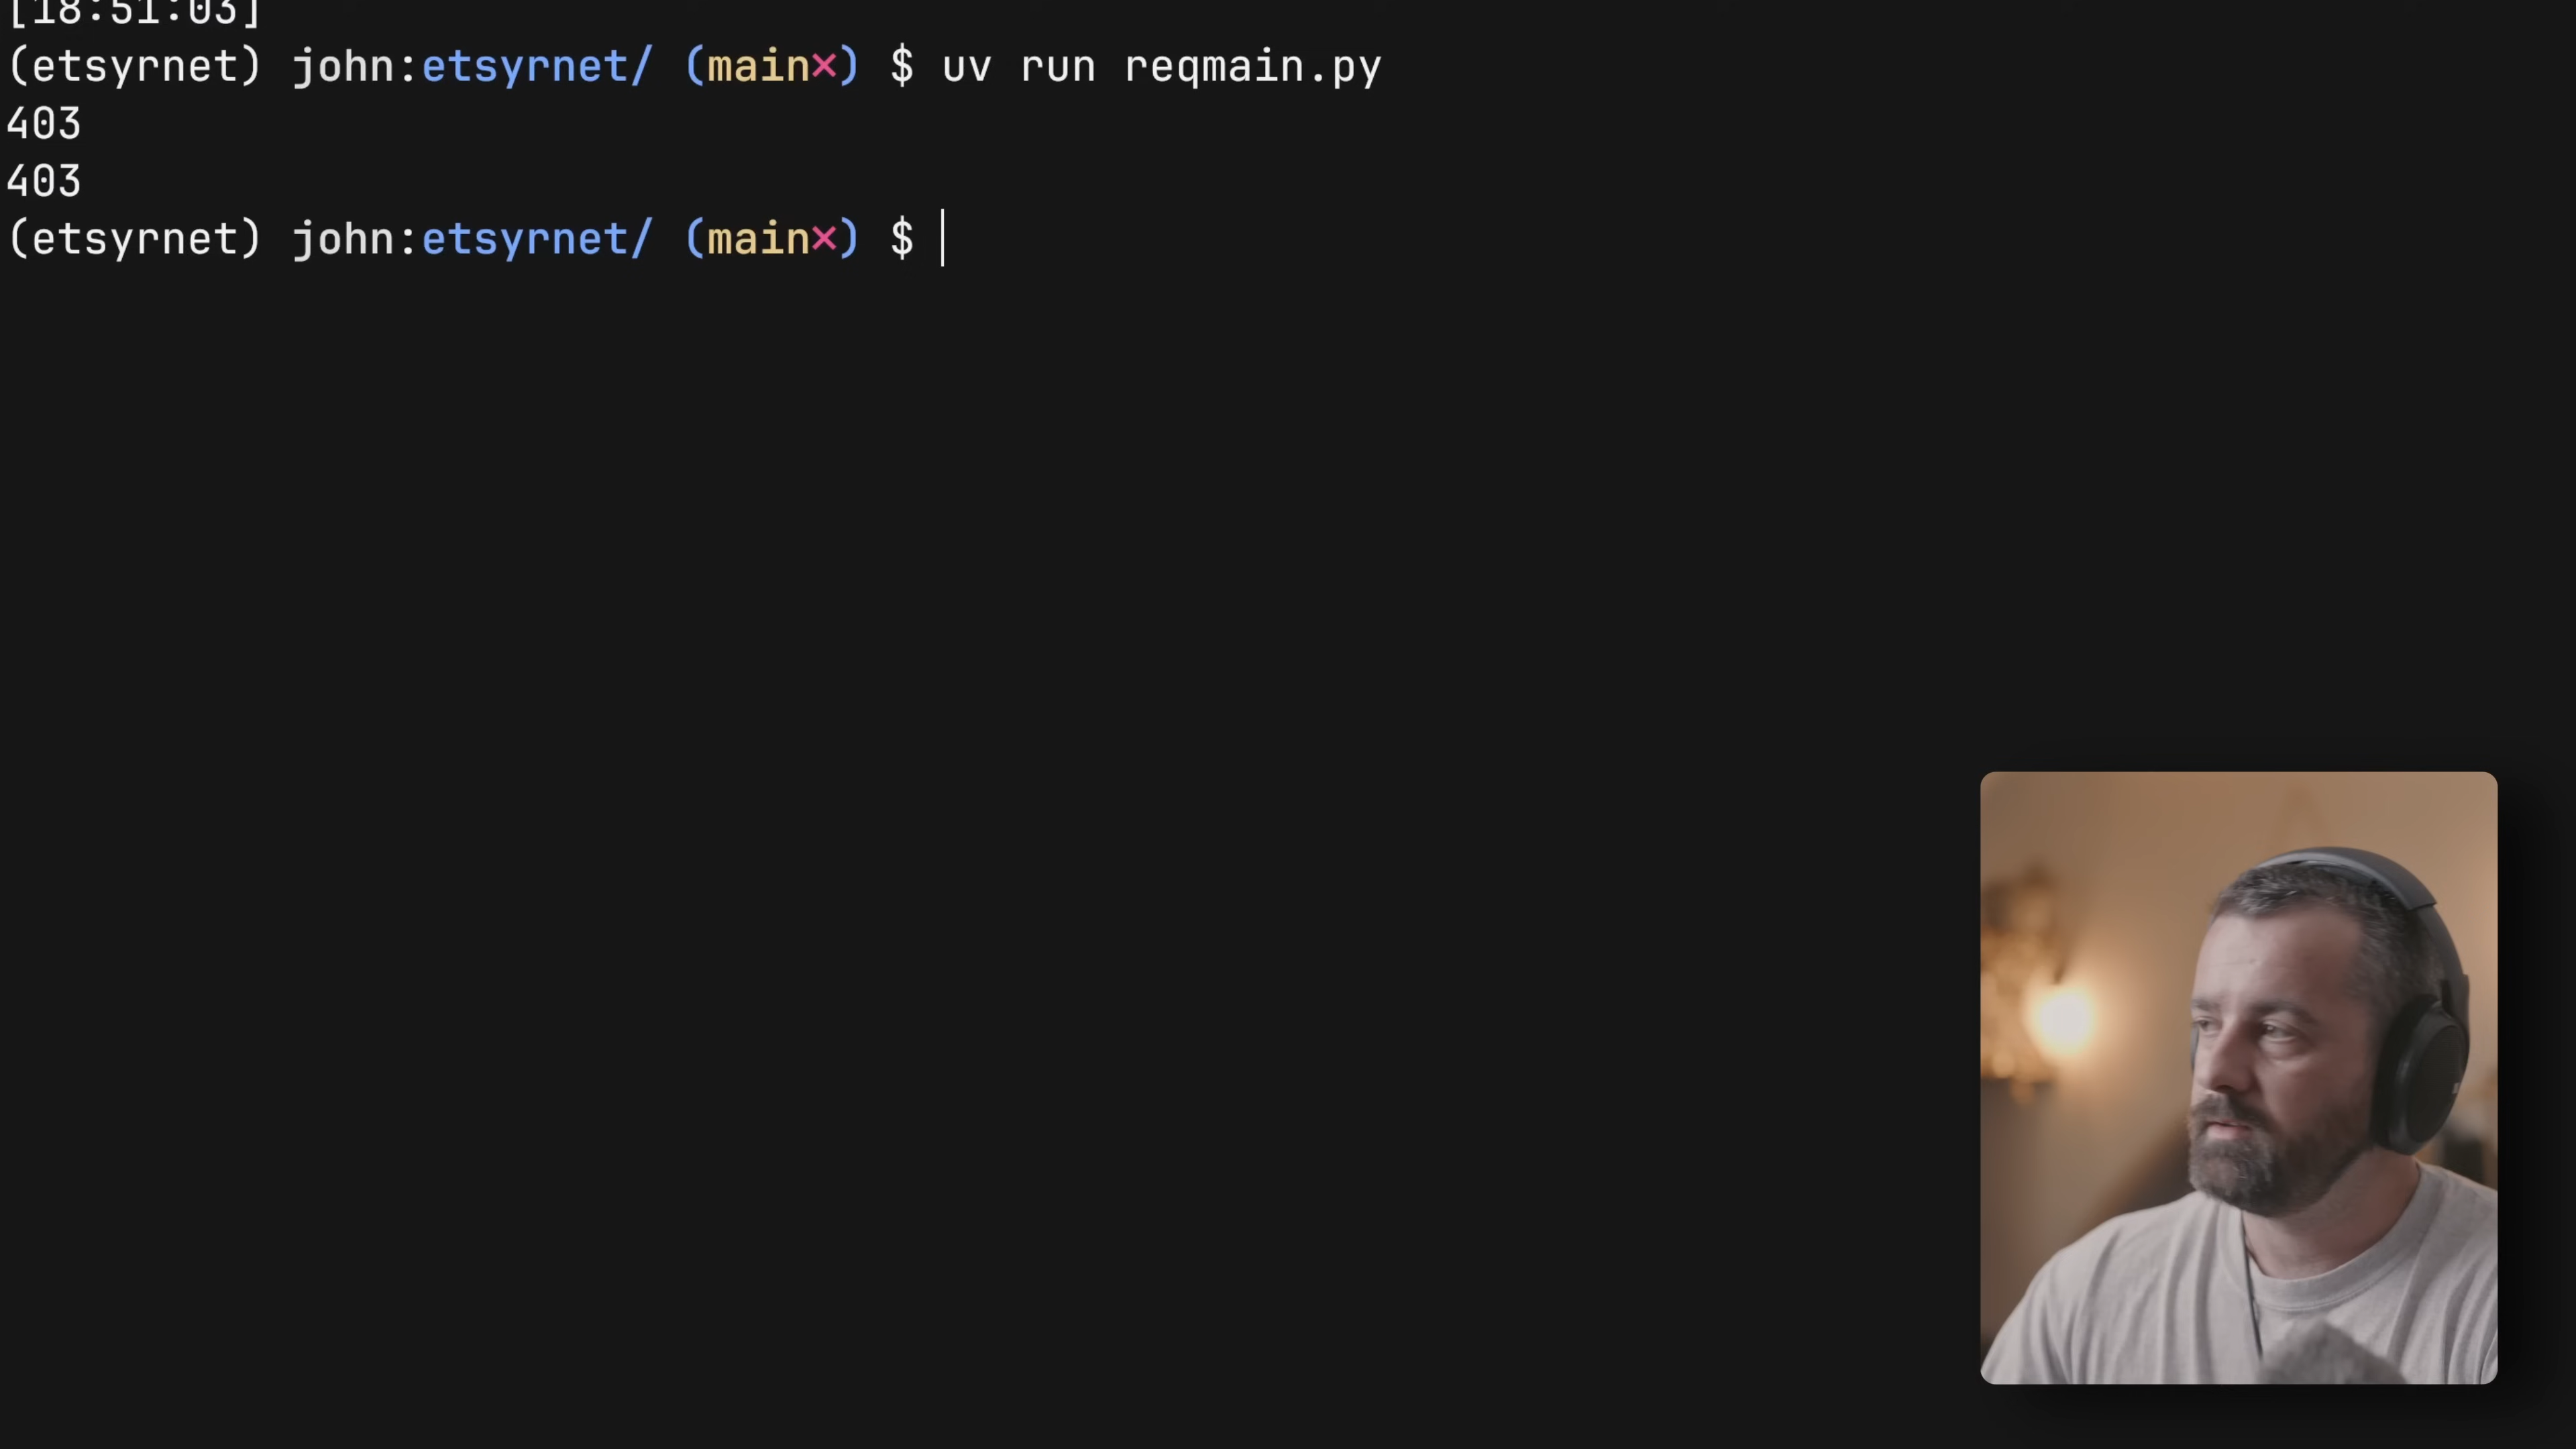 [18:51:03]
(etsyrnet) john:etsyrnet/ (main×) $ uv run reqmain.py
403
403
(etsyrnet) john:etsyrnet/ (main×) $